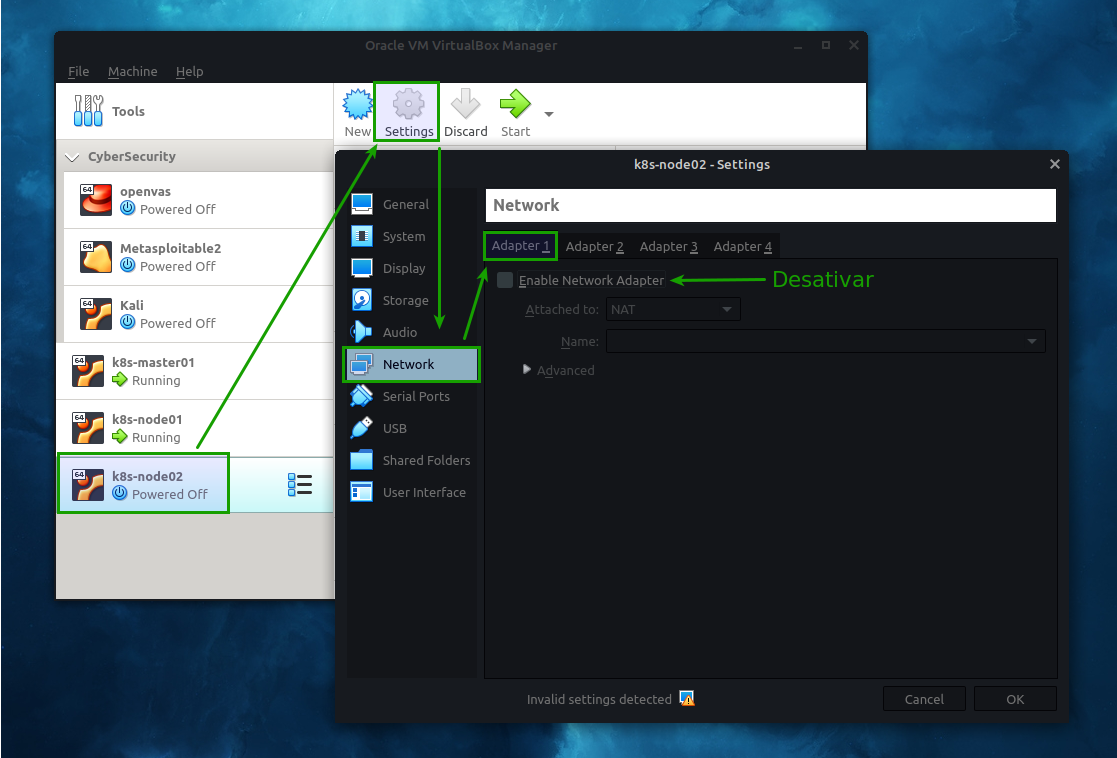 Oracle VM VirtualBox Manager
File Machine Help
Tools
New Settings Discard Start
CyberSecurity
64 openvas
Powered Off
64 Metasploitable2
Powered Off
64 Kali
Powered Off
64 k8s-master01
Running
64 k8s-node01
Running
64 k8s-node02
Powered Off
k8s-node02 - Settings
General
System
Display
Storage
Audio
Network
Serial Ports
USB
Shared Folders
User Interface
Network
Adapter 1 Adapter 2 Adapter 3 Adapter 4
Enable Network Adapter Desativar
Attached to: NAT
Name:
Advanced
Invalid settings detected Cancel OK